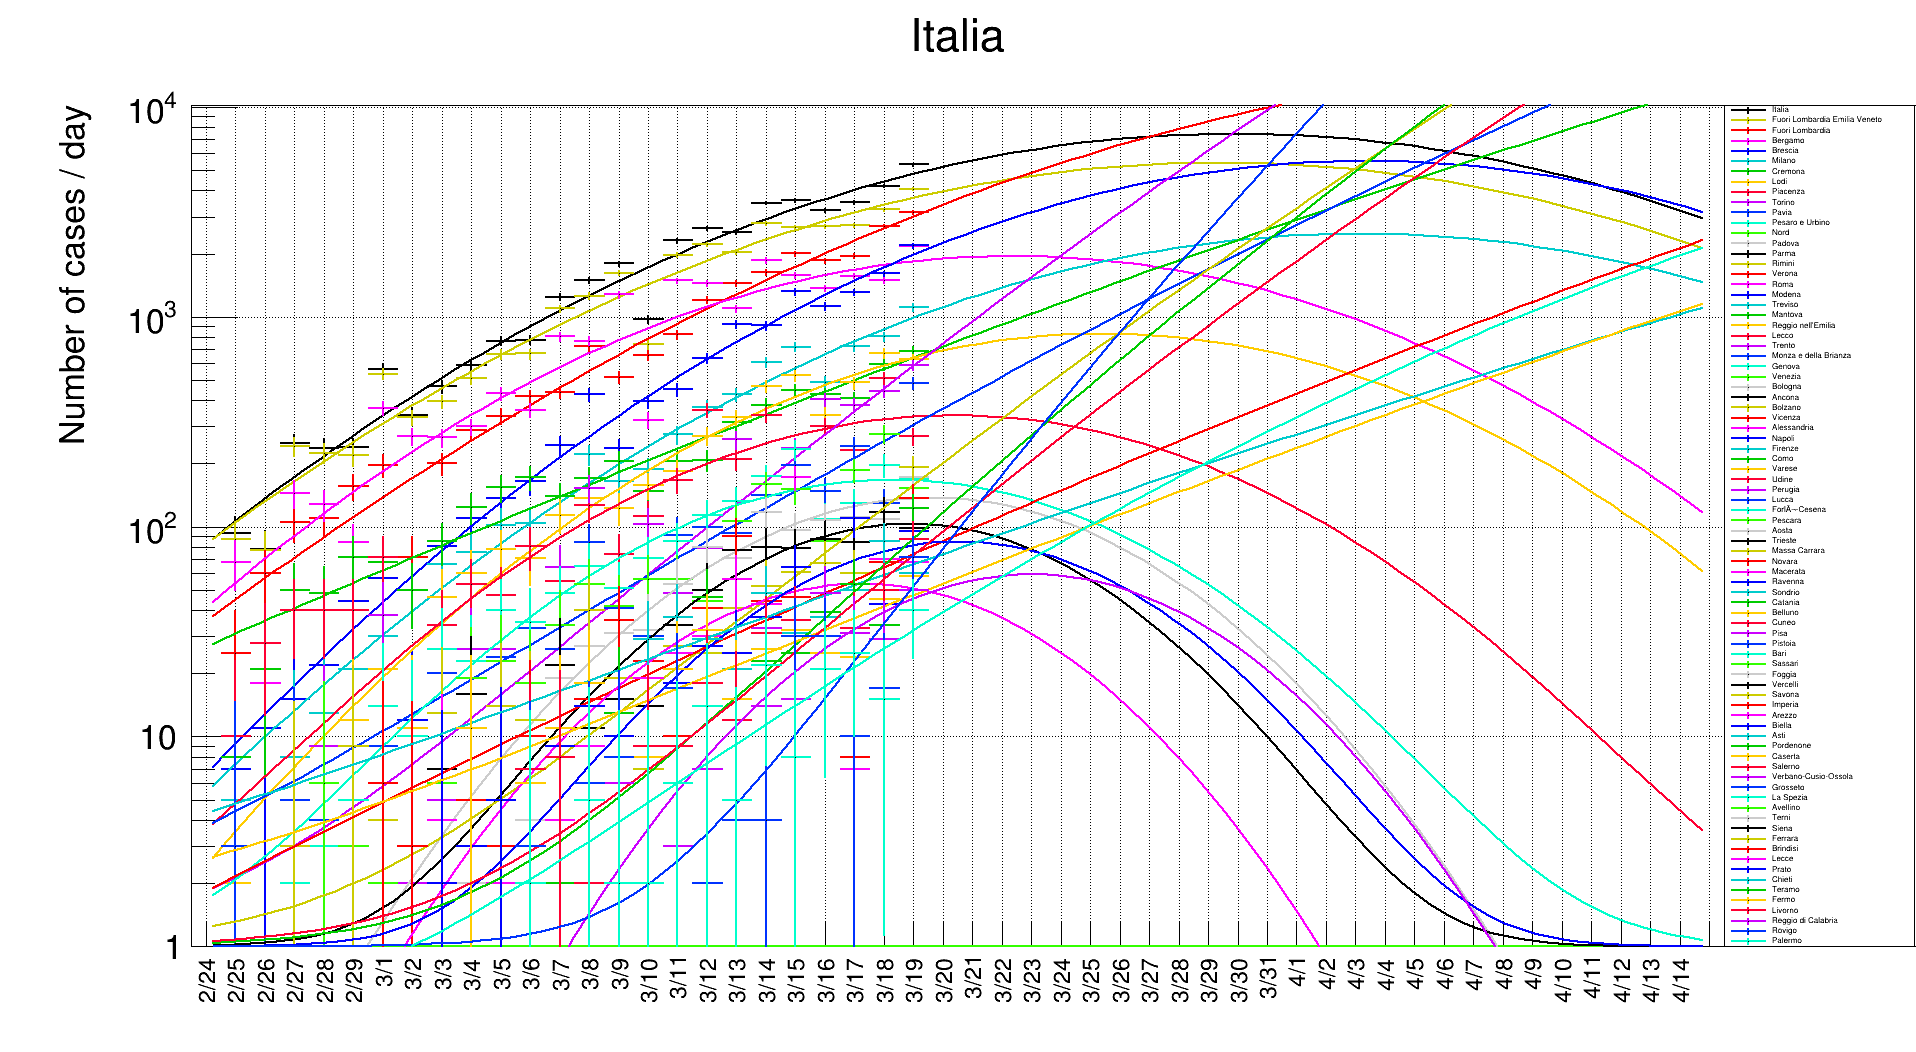 Italia
Number of cases / day
10^4
10^3
10^2
10
1
2/24
2/25
2/26
2/27
2/28
2/29
3/1
3/2
3/3
3/4
3/5
3/6
3/7
3/8
3/9
3/10
3/11
3/12
3/13
3/14
3/15
3/16
3/17
3/18
3/19
3/20
3/21
3/22
3/23
3/24
3/25
3/26
3/27
3/28
3/29
3/30
3/31
4/1
4/2
4/3
4/4
4/5
4/6
4/7
4/8
4/9
4/10
4/11
4/12
4/13
4/14
Italia
Fuori Lombardia Emilia Veneto
Fuori Lombardia
Bergamo
Brescia
Milano
Cremona
Lodi
Piacenza
Torino
Pavia
Pesaro e Urbino
Nord
Padova
Parma
Rimini
Verona
Roma
Modena
Treviso
Mantova
Reggio nell'Emilia
Lecco
Trento
Monza e della Brianza
Genova
Venezia
Bologna
Ancona
Bolzano
Vicenza
Alessandria
Napoli
Firenze
Como
Varese
Udine
Perugia
Lucca
ForlÃ¬-Cesena
Pescara
Aosta
Trieste
Massa Carrara
Novara
Macerata
Ravenna
Sondrio
Catania
Belluno
Cuneo
Pisa
Pistoia
Bari
Sassari
Foggia
Vercelli
Savona
Imperia
Arezzo
Biella
Asti
Pordenone
Caserta
Salerno
Verbano-Cusio-Ossola
Grosseto
La Spezia
Avellino
Terni
Siena
Ferrara
Brindisi
Lecce
Prato
Chieti
Teramo
Fermo
Livorno
Reggio di Calabria
Rovigo
Palermo